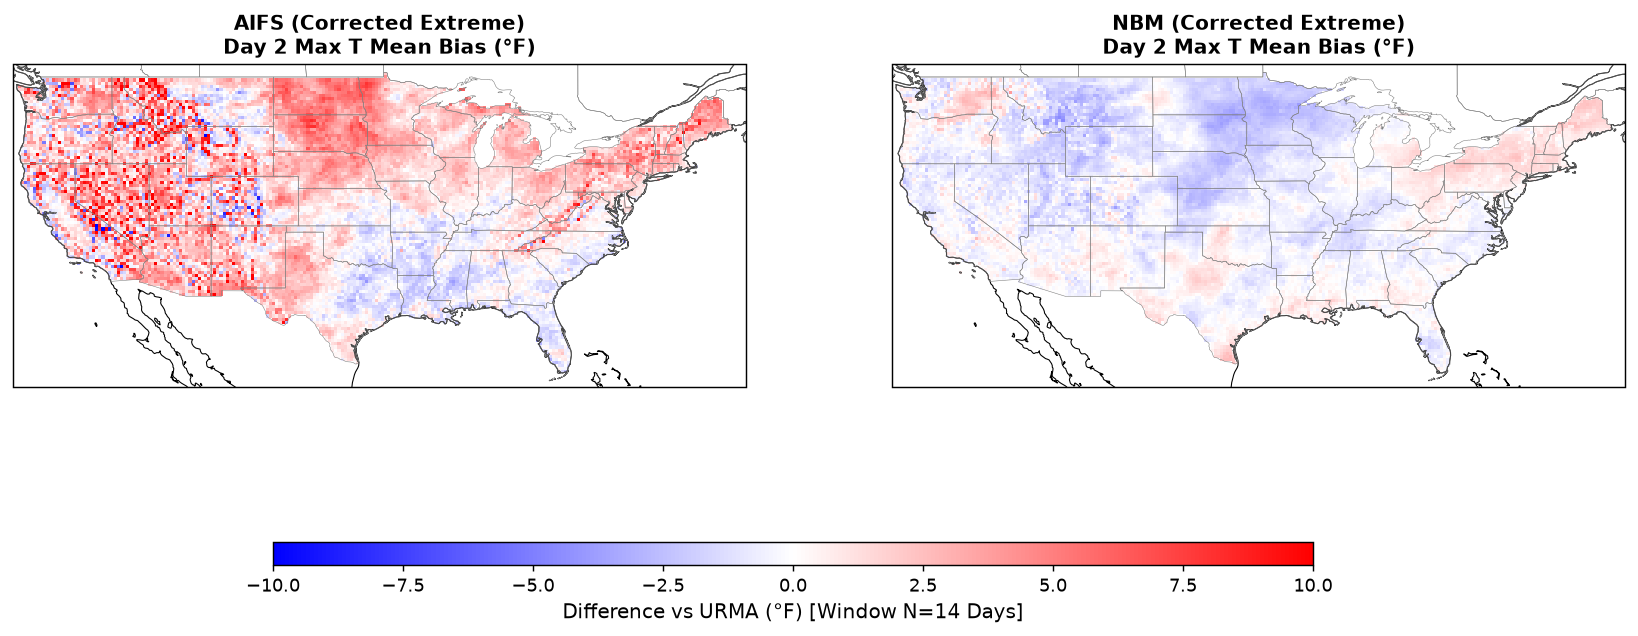 AIFS (Corrected Extreme)
Day 2 Max T Mean Bias (°F)
NBM (Corrected Extreme)
Day 2 Max T Mean Bias (°F)
−10.0 −7.5 −5.0 −2.5 0.0 2.5 5.0 7.5 10.0
Difference vs URMA (°F) [Window N=14 Days]